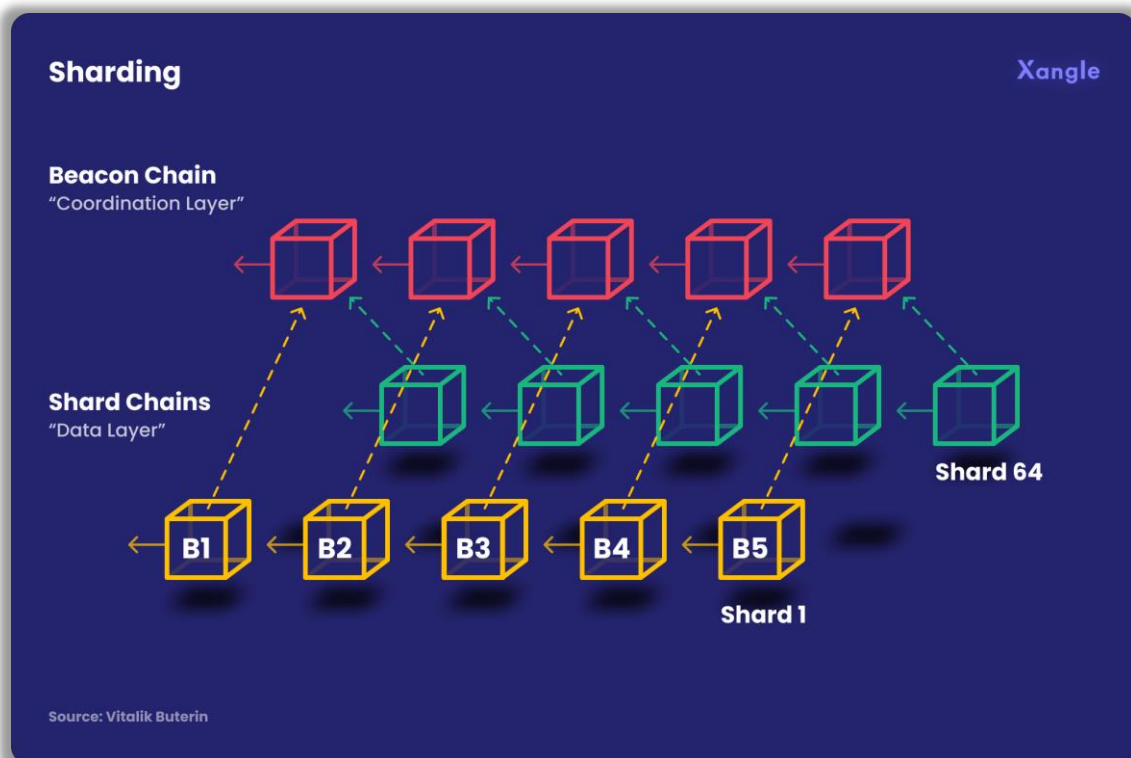 Sharding
Xangle
Beacon Chain
“Coordination Layer”
Shard Chains
“Data Layer”
Shard 64
B1
B2
B3
B4
B5
Shard 1
Source: Vitalik Buterin